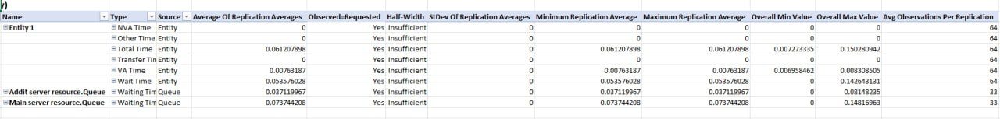 y)
Name Type Source Average Of Replication Averages Observed=Requested Half-Width StDev Of Replication Averages Minimum Replication Average Maximum Replication Average Overall Min Value Overall Max Value Avg Observations Per Replication
Entity 1 NVA Time Entity 0 Yes Insufficient 0 0 0 0 0 64
Other Time Entity 0 Yes Insufficient 0 0 0 0 0 64
Total Time Entity 0.061207898 Yes Insufficient 0 0.061207898 0.061207898 0.007273335 0.150280942 64
Transfer Tin Entity 0 Yes Insufficient 0 0 0 0 0 64
VA Time Entity 0.00763187 Yes Insufficient 0 0.00763187 0.00763187 0.006958462 0.008308505 64
Wait Time Entity 0.053576028 Yes Insufficient 0 0.053576028 0.053576028 0 0.142643131 64
Addit server resource.Queue Waiting Tim Queue 0.037119967 Yes Insufficient 0 0.037119967 0.037119967 0 0.08148235 33
Main server resource.Queue Waiting Tim Queue 0.073744208 Yes Insufficient 0 0.073744208 0.073744208 0 0.14816963 33